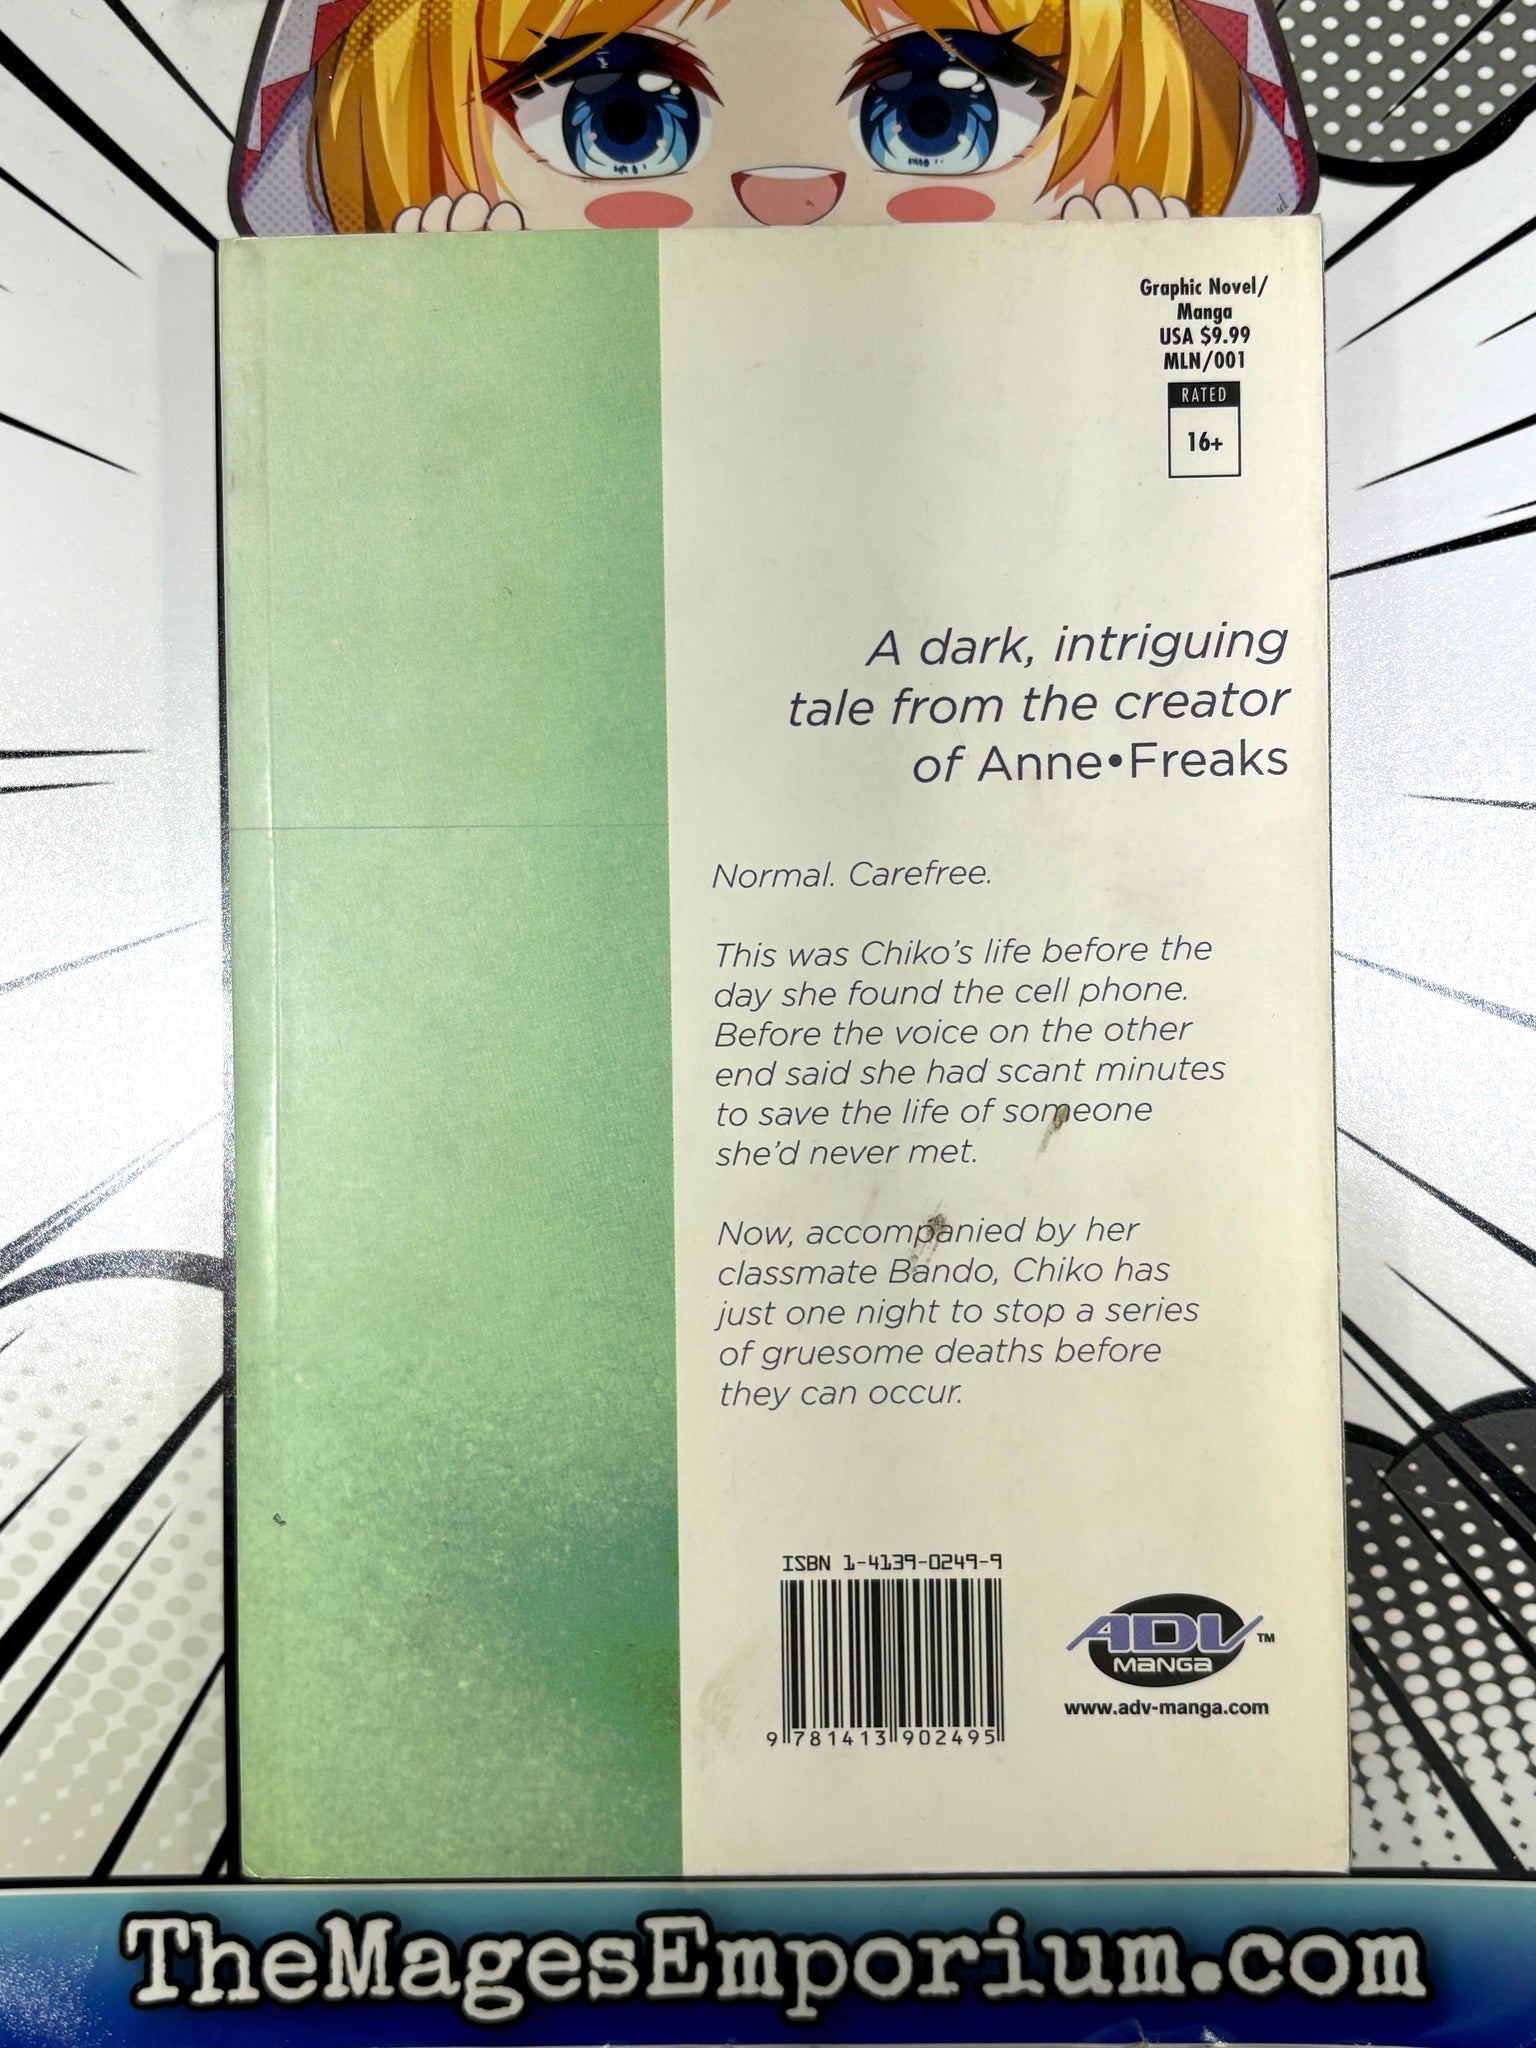 Graphic Novel/
Manga
USA $9.99
MLN/001
RATED
16+
A dark, intriguing
tale from the creator
of Anne•Freaks
Normal. Carefree.
This was Chiko's life before the
day she found the cell phone.
Before the voice on the other
end said she had scant minutes
to save the life of someone
she'd never met.
Now, accompanied by her
classmate Bando, Chiko has
just one night to stop a series
of gruesome deaths before
they can occur.
ISBN 1-4139-0249-9
9 781413 902495
ADV
MANGA
TM
www.adv-manga.com
TheMagesEmporium.com